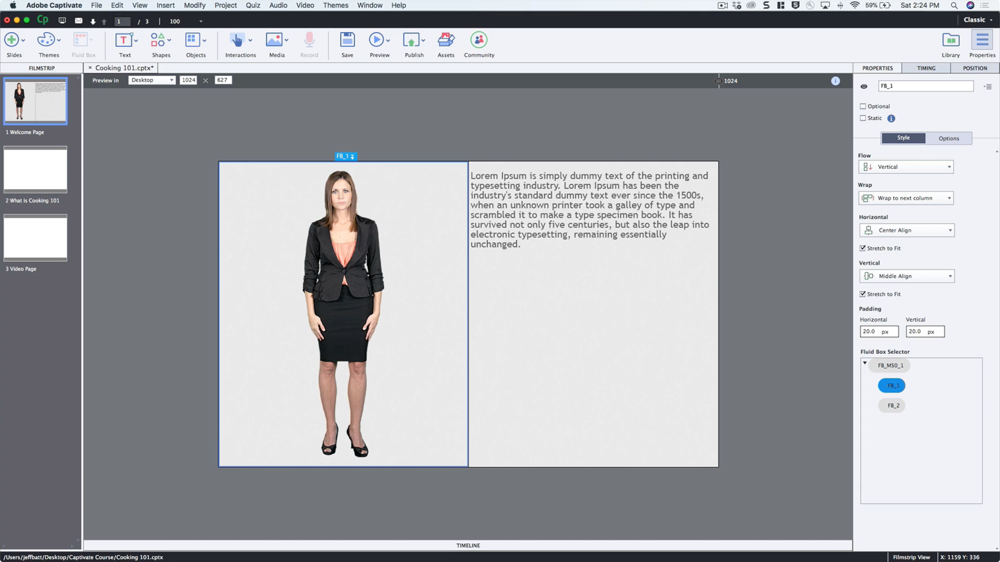 Adobe Captivate File Edit View Insert Modify Project Quiz Audio Video Themes Window Help 59% Sat 2:24 PM
Cp 1 / 3 100 Classic
Slides Themes Fluid Box Text Shapes Objects Interactions Media Record Save Preview Publish Assets Community Library Properties
FILMSTRIP × Cooking 101.cptx* PROPERTIES TIMING POSITION
Preview in Desktop 1024 627 1024
FB_1
Optional
Static
1 Welcome Page
Style Options
Flow
Vertical
Wrap
Wrap to next column
Horizontal
Center Align
Stretch to Fit
Vertical
Middle Align
Stretch to Fit
Padding
Horizontal Vertical
20.0 px 20.0 px
Fluid Box Selector
FB_MS0_1
FB_1
FB_2
2 What is Cooking 101
3 Video Page
FB_1
Lorem Ipsum is simply dummy text of the printing and
typesetting industry. Lorem Ipsum has been the
industry's standard dummy text ever since the 1500s,
when an unknown printer took a galley of type and
scrambled it to make a type specimen book. It has
survived not only five centuries, but also the leap into
electronic typesetting, remaining essentially
unchanged.
TIMELINE
/Users/jeffbatt/Desktop/Captivate Course/Cooking 101.cptx Filmstrip View X: 1159 Y: 336